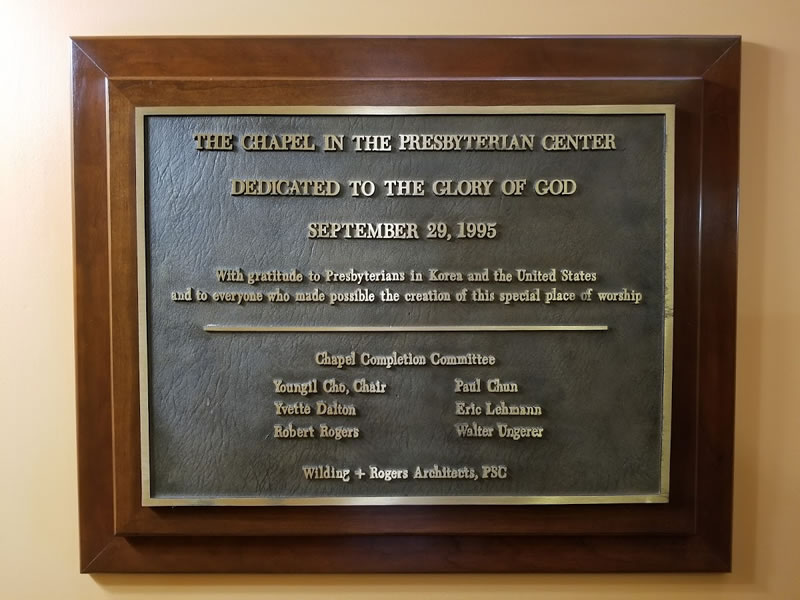 THE CHAPEL IN THE PRESBYTERIAN CENTER
DEDICATED TO THE GLORY OF GOD
SEPTEMBER 29, 1995
With gratitude to Presbyterians in Korea and the United States
and to everyone who made possible the creation of this special place of worship
Chapel Completion Committee
Youngil Cho, Chair
Yvette Dalton
Robert Rogers
Paul Chun
Eric Lehmann
Walter Ungerer
Wilding + Rogers Architects, PSC